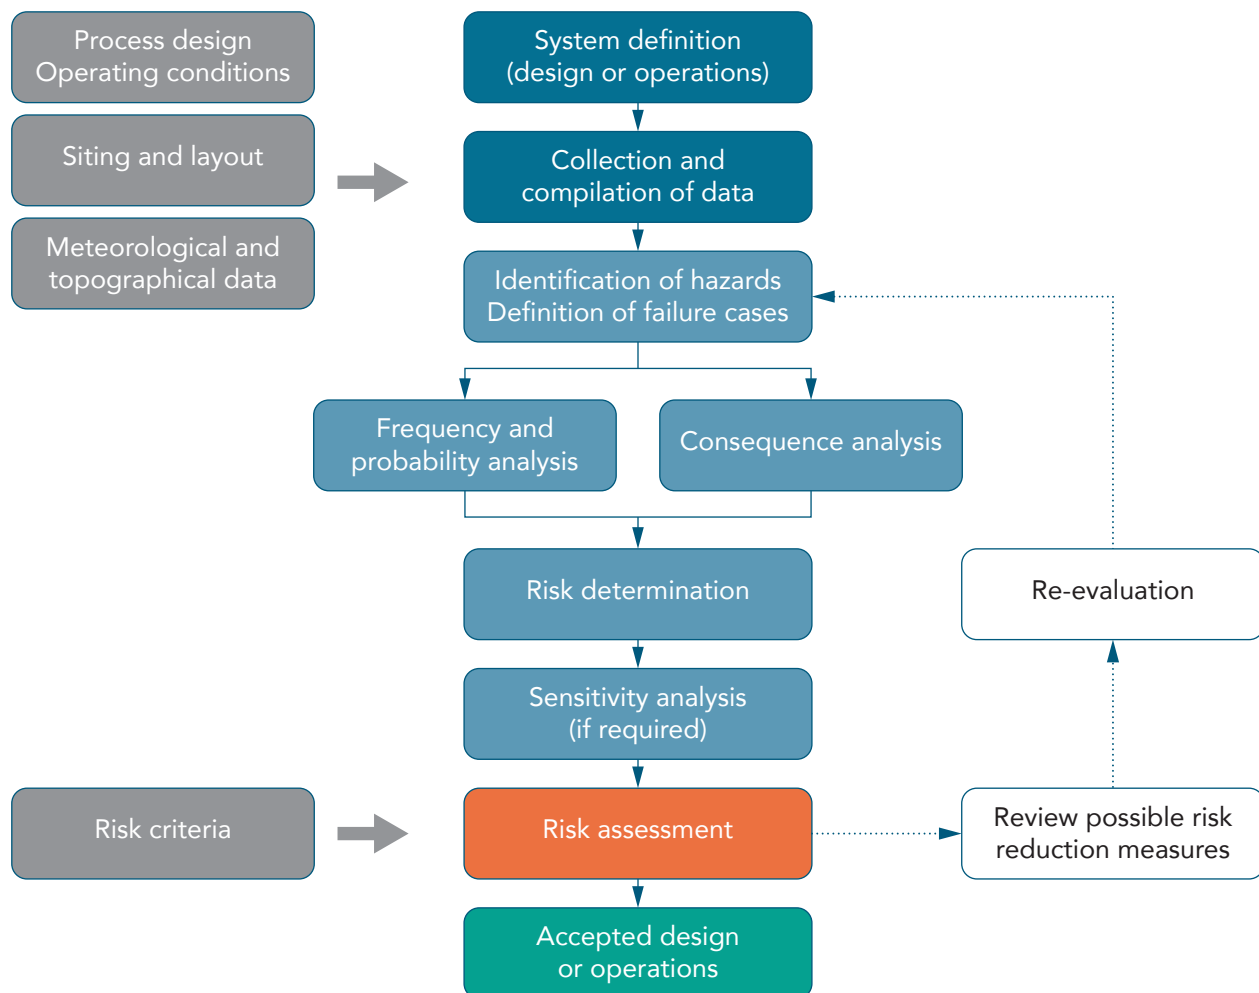 Process design
Operating conditions
System definition
(design or operations)
Siting and layout
Collection and
compilation of data
Meteorological and
topographical data
Identification of hazards
Definition of failure cases
Frequency and
probability analysis
Consequence analysis
Risk determination
Re-evaluation
Sensitivity analysis
(if required)
Risk criteria
Risk assessment
Review possible risk
reduction measures
Accepted design
or operations